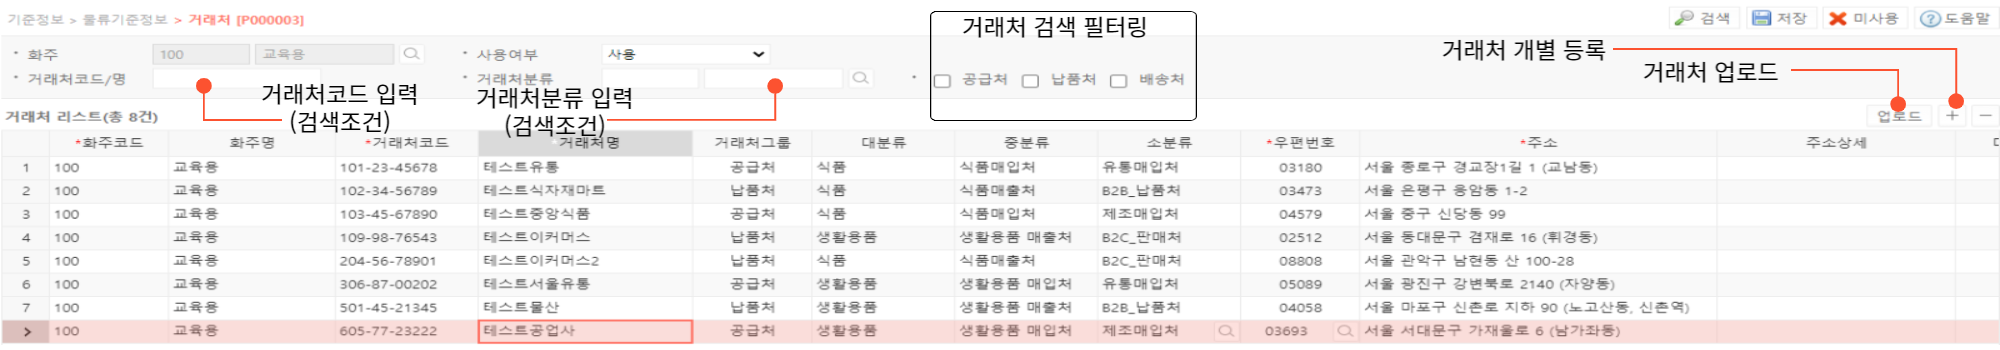 기준정보 > 물류기준정보 > 거래처 [P000003]
거래처 검색 필터링
검색 저장 미사용 도움말
* 화주 100 교육용 * 사용여부 사용
거래처 개별 등록
* 거래처코드/명 * 거래처분류 * 공급처 납품처 배송처
거래처 업로드
거래처코드 입력
(검색조건)
거래처분류 입력
(검색조건)
거래처 리스트(총 8건) 업로드 + −
*화주코드 화주명 *거래처코드 *거래처명 거래처그룹 대분류 중분류 소분류 *우편번호 *주소 주소상세
1 100 교육용 101-23-45678 테스트유통 공급처 식품 식품매입처 유통매입처 03180 서울 종로구 경교장1길 1 (교남동)
2 100 교육용 102-34-56789 테스트식자재마트 납품처 식품 식품매출처 B2B_납품처 03473 서울 은평구 응암동 1-2
3 100 교육용 103-45-67890 테스트중앙식품 공급처 식품 식품매입처 제조매입처 04579 서울 중구 신당동 99
4 100 교육용 109-98-76543 테스트이커머스 납품처 생활용품 생활용품 매출처 B2C_판매처 02512 서울 동대문구 겸재로 16 (휘경동)
5 100 교육용 204-56-78901 테스트이커머스2 납품처 식품 식품매출처 B2C_판매처 08808 서울 관악구 남현동 산 100-28
6 100 교육용 306-87-00202 테스트서울유통 공급처 생활용품 생활용품 매입처 유통매입처 05089 서울 광진구 강변북로 2140 (자양동)
7 100 교육용 501-45-21345 테스트물산 납품처 생활용품 생활용품 매출처 B2B_납품처 04058 서울 마포구 신촌로 지하 90 (노고산동, 신촌역)
> 100 교육용 605-77-23222 테스트공업사 공급처 생활용품 생활용품 매입처 제조매입처 03693 서울 서대문구 가재울로 6 (남가좌동)